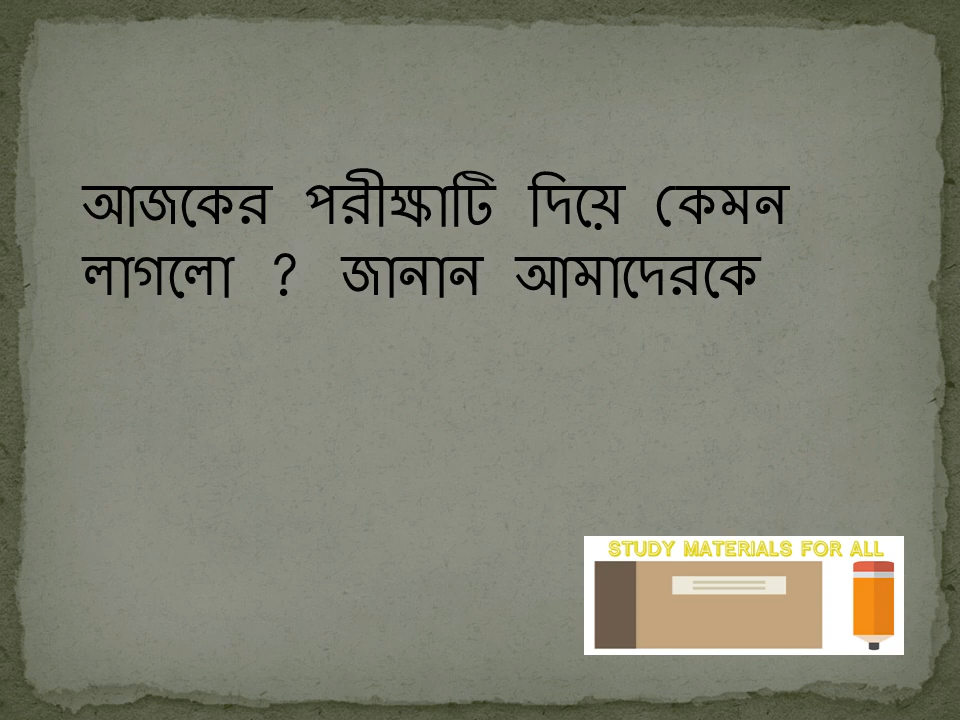 আজকের পরীক্ষাটি দিয়ে কেমন
লাগলো ? জানান আমাদেরকে
STUDY MATERIALS FOR ALL